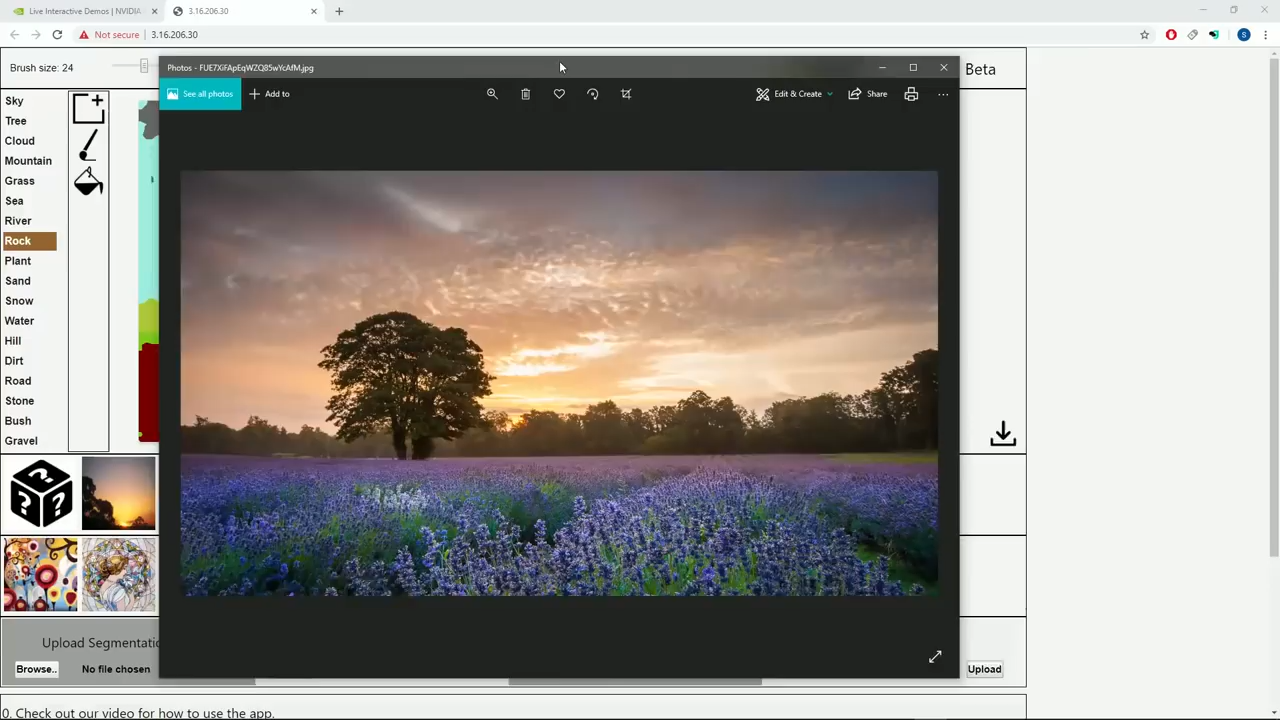 Live Interactive Demos | NVIDIA
3.16.206.30
Not secure
3.16.206.30
Brush size: 24
Beta
Photos - FUE7XiFApEqWZQ85wYcAfM.jpg
See all photos
Add to
Edit & Create
Share
Sky
Tree
Cloud
Mountain
Grass
Sea
River
Rock
Plant
Sand
Snow
Water
Hill
Dirt
Road
Stone
Bush
Gravel
Upload Segmentatio
Browse..
No file chosen
Upload
0. Check out our video for how to use the app.